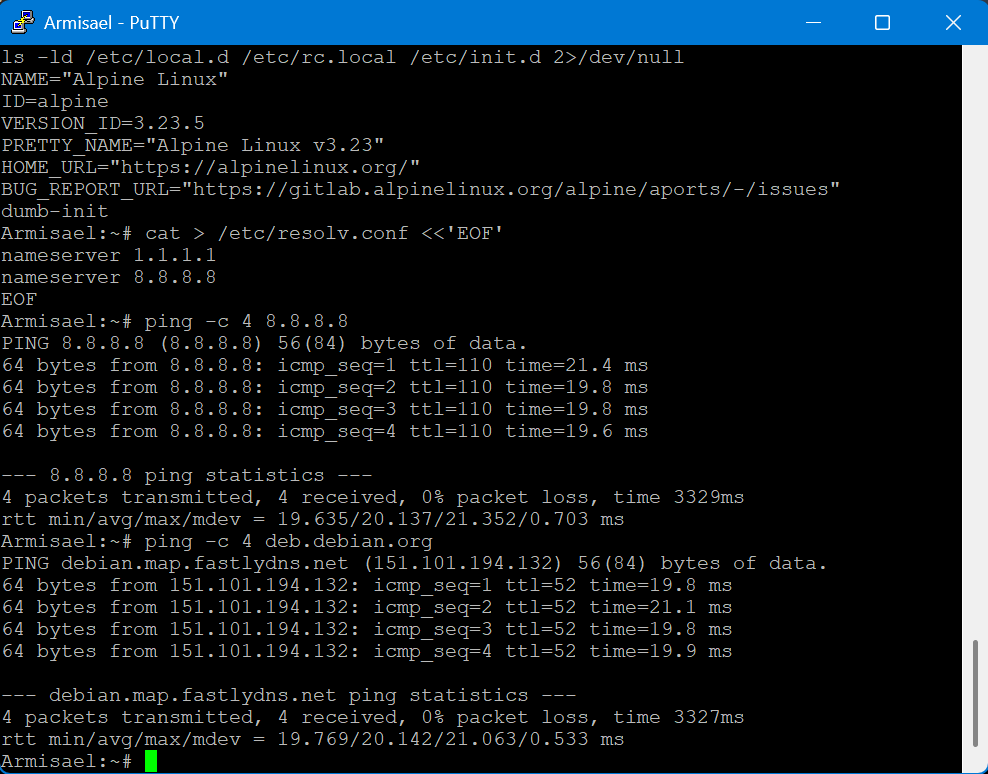 Armisael - PuTTY
ls -ld /etc/local.d /etc/rc.local /etc/init.d 2>/dev/null
NAME="Alpine Linux"
ID=alpine
VERSION_ID=3.23.5
PRETTY_NAME="Alpine Linux v3.23"
HOME_URL="https://alpinelinux.org/"
BUG_REPORT_URL="https://gitlab.alpinelinux.org/alpine/aports/-/issues"
dumb-init
Armisael:~# cat > /etc/resolv.conf <<'EOF'
nameserver 1.1.1.1
nameserver 8.8.8.8
EOF
Armisael:~# ping -c 4 8.8.8.8
PING 8.8.8.8 (8.8.8.8) 56(84) bytes of data.
64 bytes from 8.8.8.8: icmp_seq=1 ttl=110 time=21.4 ms
64 bytes from 8.8.8.8: icmp_seq=2 ttl=110 time=19.8 ms
64 bytes from 8.8.8.8: icmp_seq=3 ttl=110 time=19.8 ms
64 bytes from 8.8.8.8: icmp_seq=4 ttl=110 time=19.6 ms
--- 8.8.8.8 ping statistics ---
4 packets transmitted, 4 received, 0% packet loss, time 3329ms
rtt min/avg/max/mdev = 19.635/20.137/21.352/0.703 ms
Armisael:~# ping -c 4 deb.debian.org
PING debian.map.fastlydns.net (151.101.194.132) 56(84) bytes of data.
64 bytes from 151.101.194.132: icmp_seq=1 ttl=52 time=19.8 ms
64 bytes from 151.101.194.132: icmp_seq=2 ttl=52 time=21.1 ms
64 bytes from 151.101.194.132: icmp_seq=3 ttl=52 time=19.8 ms
64 bytes from 151.101.194.132: icmp_seq=4 ttl=52 time=19.9 ms
--- debian.map.fastlydns.net ping statistics ---
4 packets transmitted, 4 received, 0% packet loss, time 3327ms
rtt min/avg/max/mdev = 19.769/20.142/21.063/0.533 ms
Armisael:~#